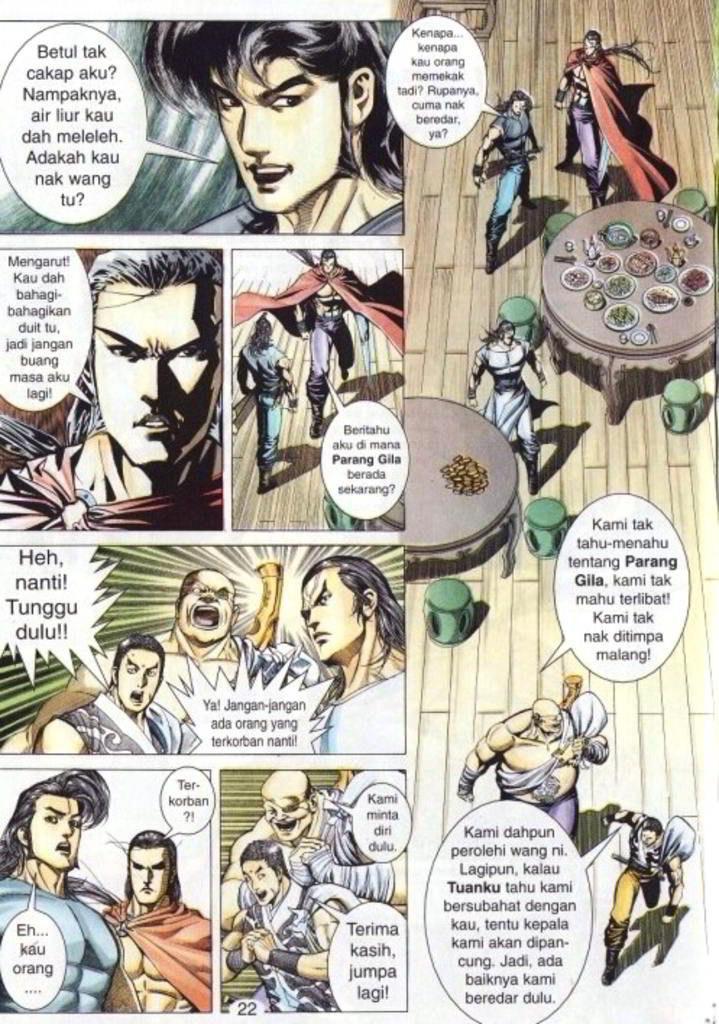 Betul tak
cakap aku?
Nampaknya,
air liur kau
dah meleleh.
Adakah kau
nak wang
tu?
Mengarut!
Kau dah
bahagi-
bahagikan
duit tu,
jadi jangan
buang
masa aku
lagi!
Beritahu
aku di mana
Parang Gila
berada
sekarang?
Heh,
nanti!
Tunggu
dulu!!
Ya! Jangan-jangan
ada orang yang
terkorban nanti!
Ter-
korban
?!
Eh...
kau
orang
....
Kami
minta
diri
dulu.
Terima
kasih,
jumpa
lagi!
Kenapa...
kenapa
kau orang
memekak
tadi? Rupanya,
cuma nak
beredar,
ya?
Kami tak
tahu-menahu
tentang Parang
Gila, kami tak
mahu terlibat!
Kami tak
nak ditimpa
malang!
Kami dahpun
perolehi wang ni.
Lagipun, kalau
Tuanku tahu kami
bersubahat dengan
kau, tentu kepala
kami akan dipan-
cung. Jadi, ada
baiknya kami
beredar dulu.
22